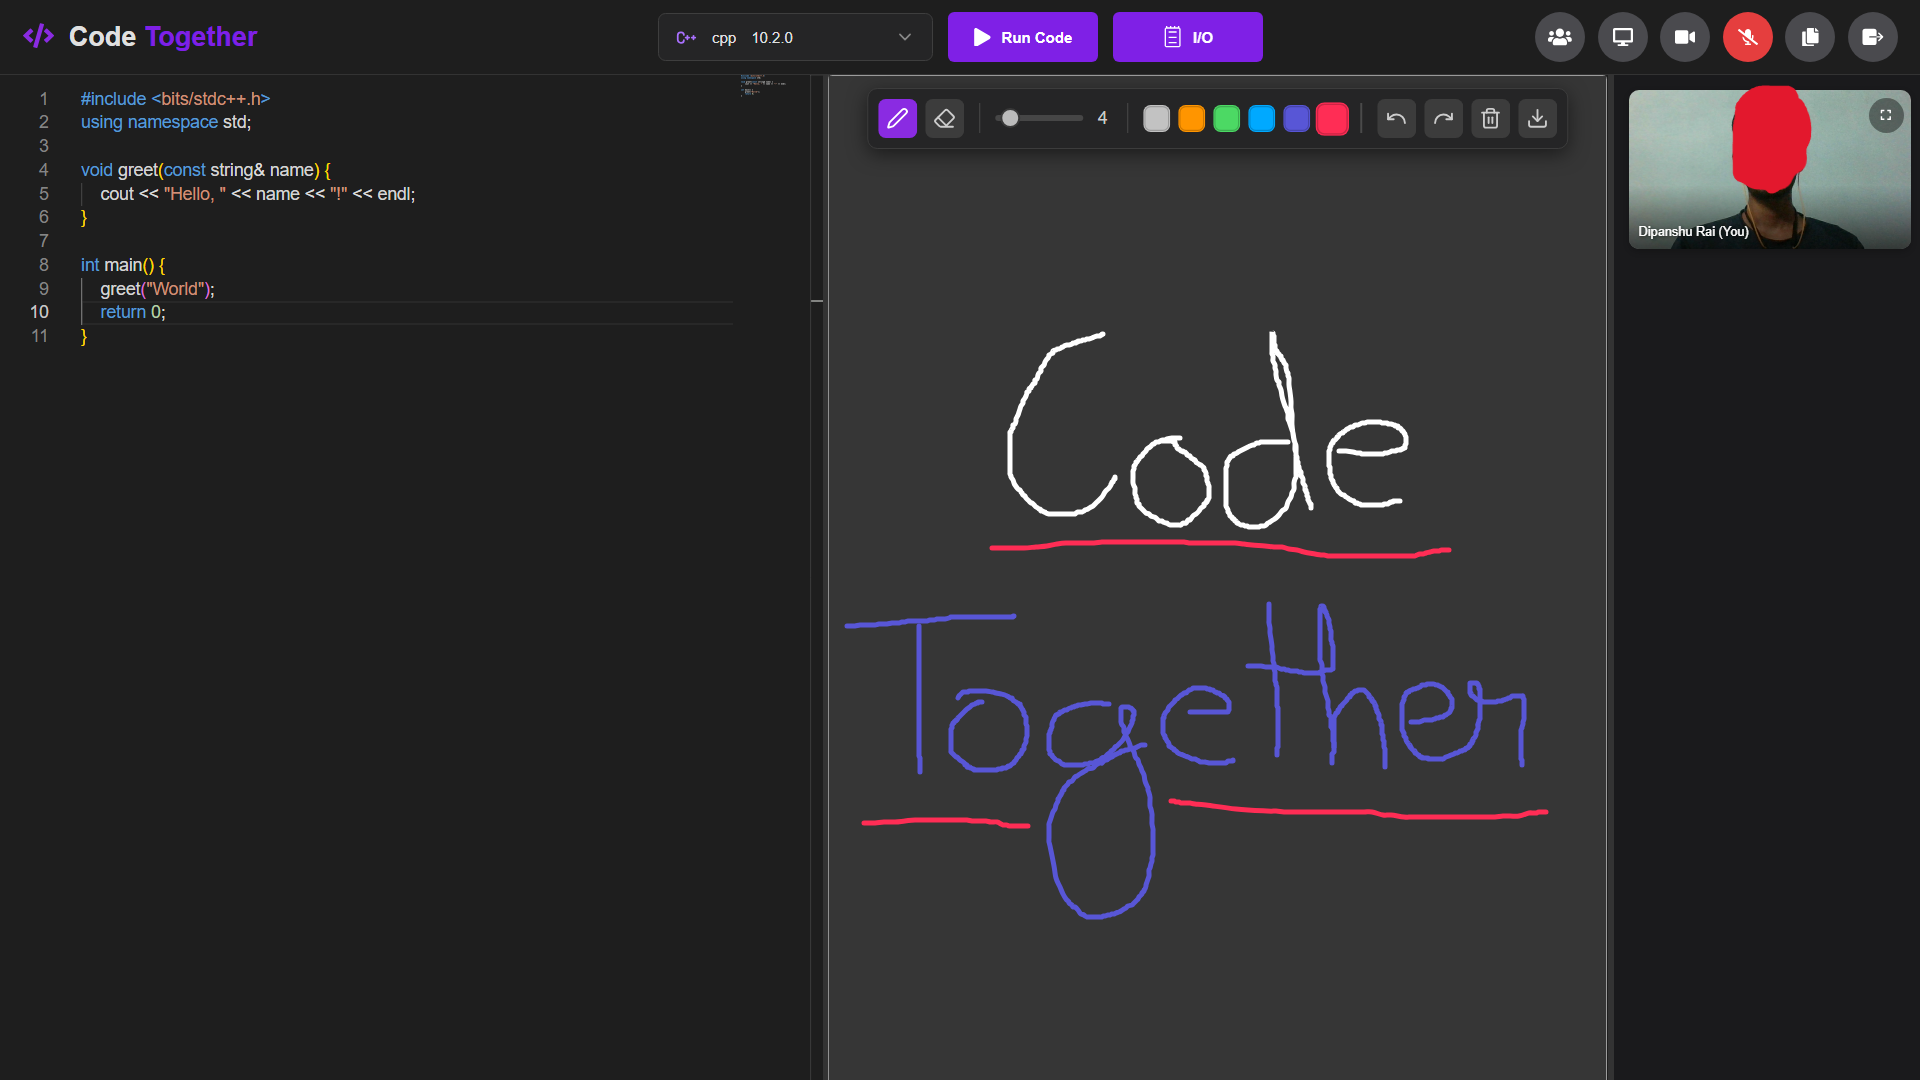 Code Together
C++ cpp 10.2.0
Run Code
I/O
1 #include <bits/stdc++.h>
2 using namespace std;
3
4 void greet(const string& name) {
5 cout << "Hello, " << name << "!" << endl;
6 }
7
8 int main() {
9 greet("World");
10 return 0;
11 }
4
Code
Together
Dipanshu Rai (You)